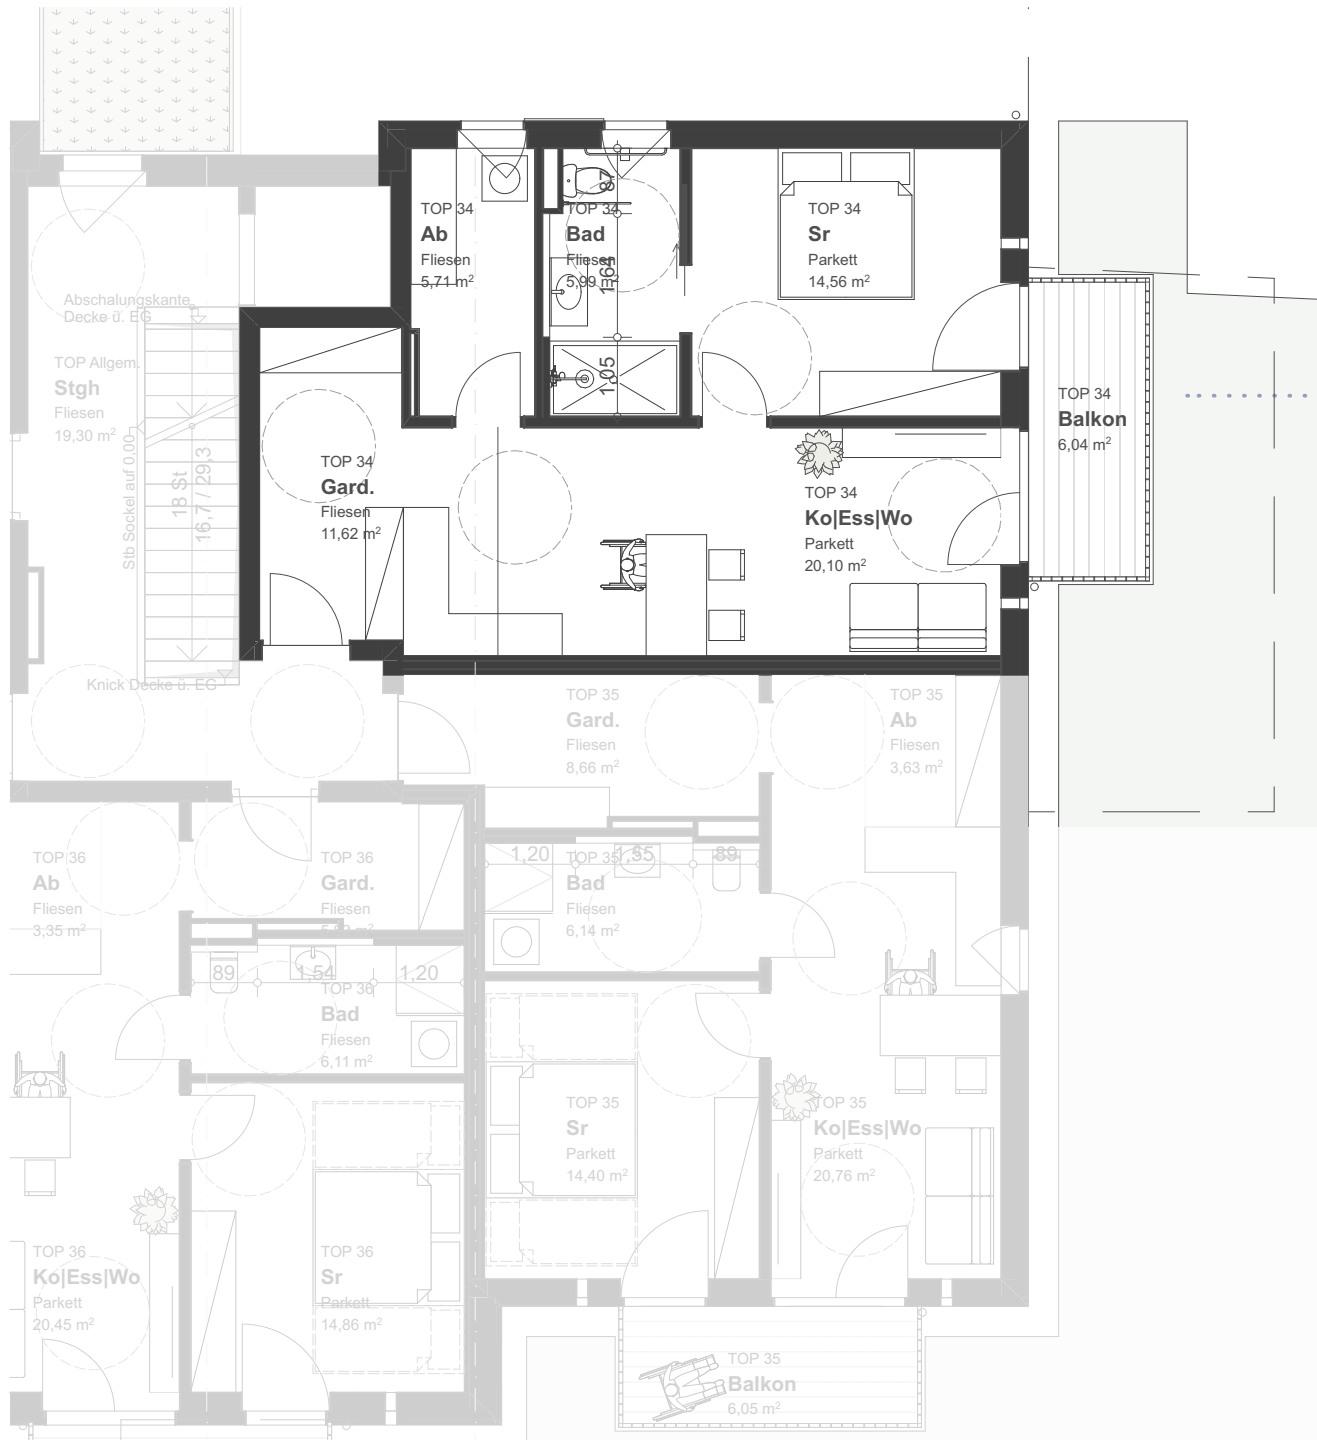 TOP 34
Ab
Fliesen
5,71 m²
TOP 34
Bad
Fliesen
5,99 m²
87
1,64
1,05
TOP 34
Sr
Parkett
14,56 m²
Abschalungskante
Decke ü. EG
TOP Allgem.
Stgh
Fliesen
19,30 m²
Stb Sockel auf 0,00
18 St
16,7 / 29,3
Knick Decke ü. EG
TOP 34
Gard.
Fliesen
11,62 m²
TOP 34
Ko|Ess|Wo
Parkett
20,10 m²
TOP 34
Balkon
6,04 m²
TOP 35
Gard.
Fliesen
8,66 m²
TOP 35
Ab
Fliesen
3,63 m²
TOP 36
Ab
Fliesen
3,35 m²
TOP 36
Gard.
Fliesen
1,20
1,55
89
TOP 35
Bad
Fliesen
6,14 m²
89
1,54
1,20
TOP 36
Bad
Fliesen
6,11 m²
TOP 35
Sr
Parkett
14,40 m²
TOP 35
Ko|Ess|Wo
Parkett
20,76 m²
TOP 36
Ko|Ess|Wo
Parkett
20,45 m²
TOP 36
Sr
Parkett
14,86 m²
TOP 35
Balkon
6,05 m²